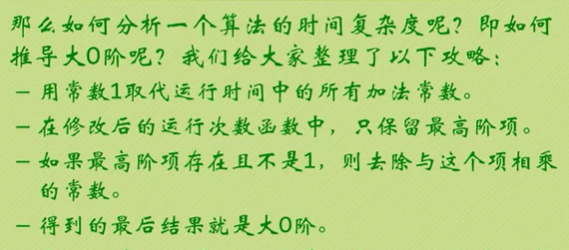 那么如何分析一个算法的时间复杂度呢？即如何
推导大O阶呢？我们给大家整理了以下攻略：
– 用常数1取代运行时间中的所有加法常数。
– 在修改后的运行次数函数中，只保留最高阶项。
– 如果最高阶项存在且不是1，则去除与这个项相乘
的常数。
– 得到的最后结果就是大O阶。